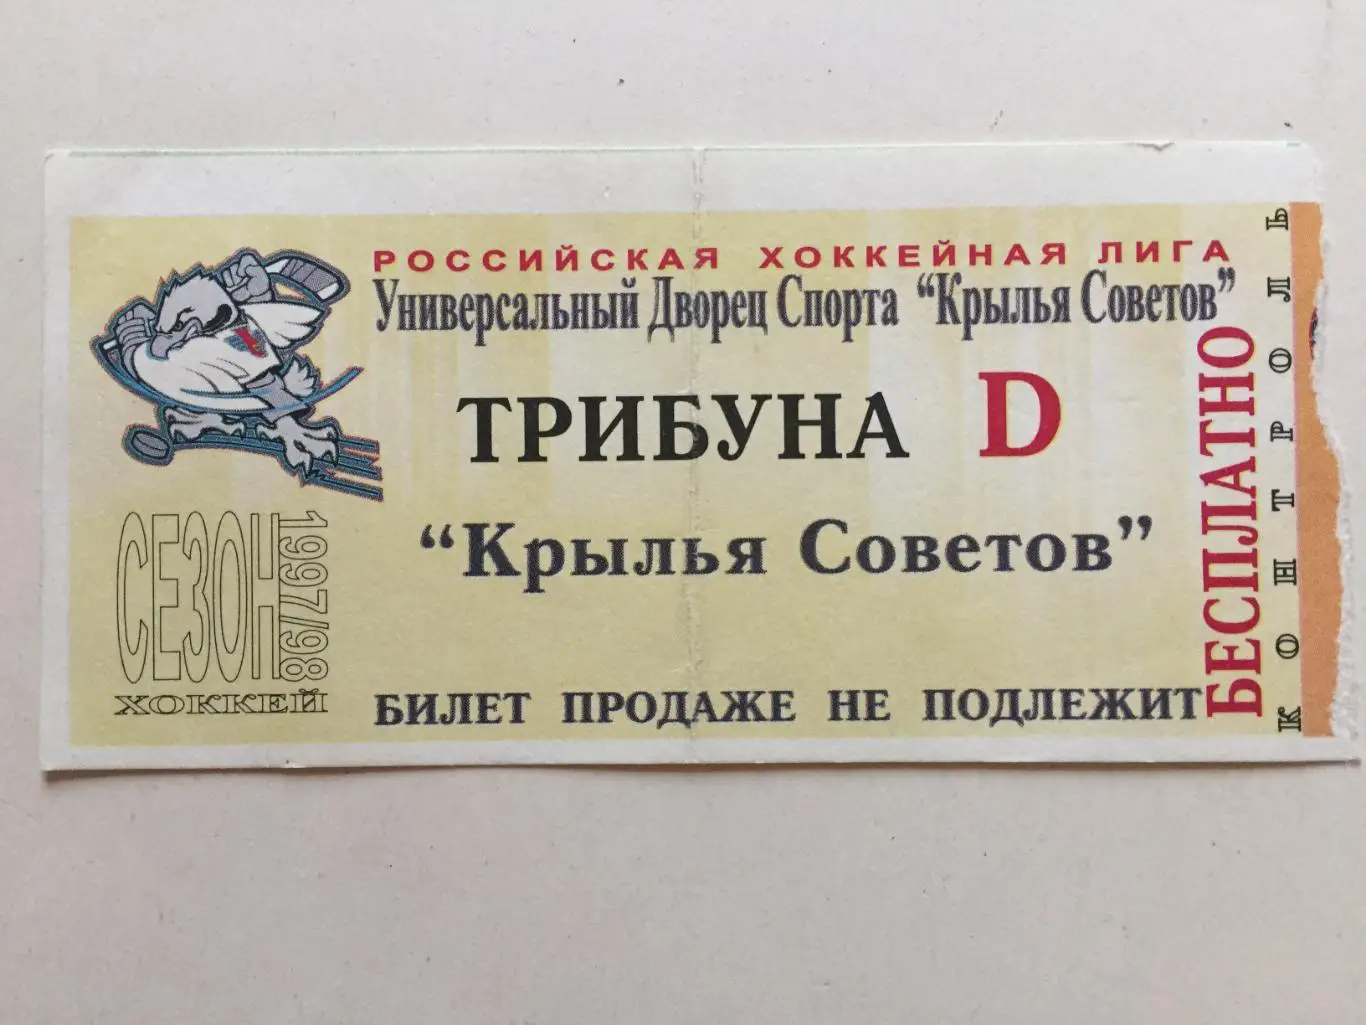 РОССИЙСКАЯ ХОККЕЙНАЯ ЛИГА
Универсальный Дворец Спорта “Крылья Советов”
ТРИБУНА D
“Крылья Советов”
СЕЗОН
1997/98
ХОККЕЙ
БИЛЕТ ПРОДАЖЕ НЕ ПОДЛЕЖИТ
БЕСПЛАТНО
КОНТРОЛЬ